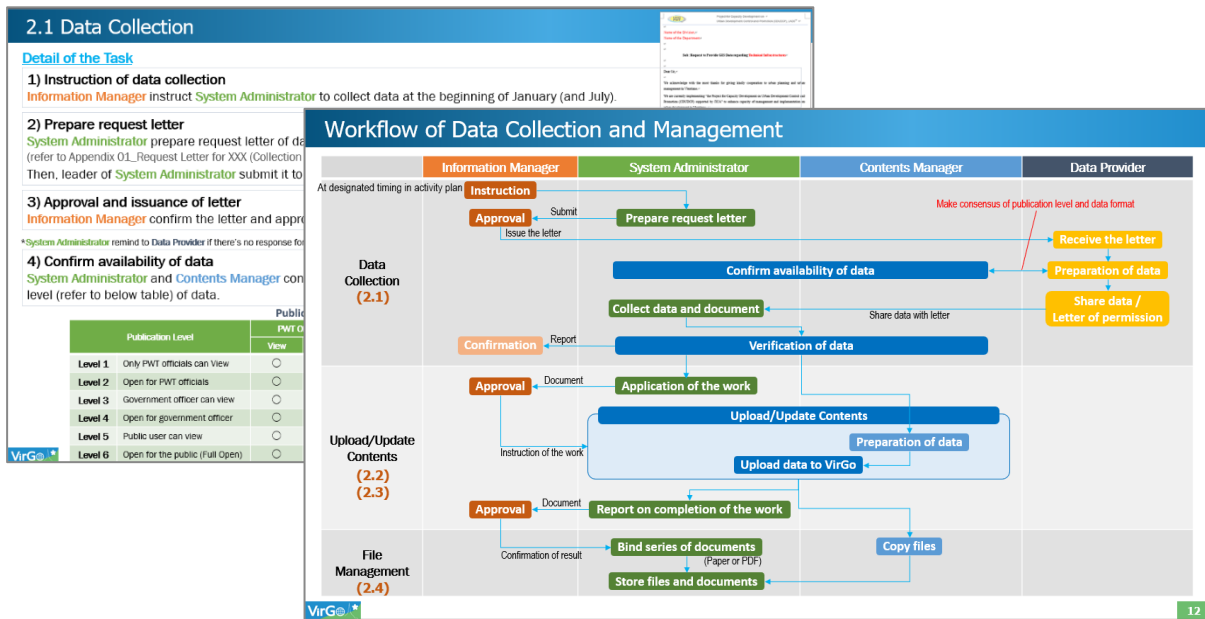 2.1 Data Collection
Detail of the Task
1) Instruction of data collection
Information Manager instruct System Administrator to collect data at the beginning of January (and July).
2) Prepare request letter
System Administrator prepare request letter of da
(refer to Appendix 01_Request Letter for XXX (Collection
Then, leader of System Administrator submit it to
3) Approval and issuance of letter
Information Manager confirm the letter and appr
*System Administrator remind to Data Provider if there's no response for
4) Confirm availability of data
System Administrator and Contents Manager con
level (refer to below table) of data.
Public
Publication Level
PWT O
View
Level 1 Only PWT officials can View
Level 2 Open for PWT officials
Level 3 Government officer can view
Level 4 Open for government officer
Level 5 Public user can view
Level 6 Open for the public (Full Open)
VirGo
Dear Sir,
Workflow of Data Collection and Management
Information Manager System Administrator Contents Manager Data Provider
At designated timing in activity plan
Instruction
Make consensus of publication level and data format
Approval
Submit
Prepare request letter
Issue the letter
Receive the letter
Data
Collection
(2.1)
Confirm availability of data
Preparation of data
Collect data and document
Share data with letter
Share data /
Letter of permission
Confirmation
Report
Verification of data
Approval
Document
Application of the work
Upload/Update Contents
Upload/Update
Contents
(2.2)
(2.3)
Preparation of data
Instruction of the work
Upload data to VirGo
Approval
Document
Report on completion of the work
File
Management
(2.4)
Confirmation of result
Bind series of documents
(Paper or PDF)
Copy files
Store files and documents
VirGo
12